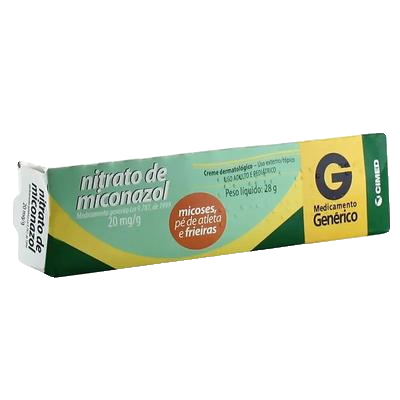 nitrato de
miconazol
Medicamento genérico Lei 9.787, de 1999
20 mg/g
Creme dermatológico – Uso externo/tópico
USO ADULTO E PEDIÁTRICO
Peso líquido: 28 g
micoses,
pé de atleta
e frieiras
G
Medicamento
Genérico
CIMED
nitrato de
miconazol
20 mg/g